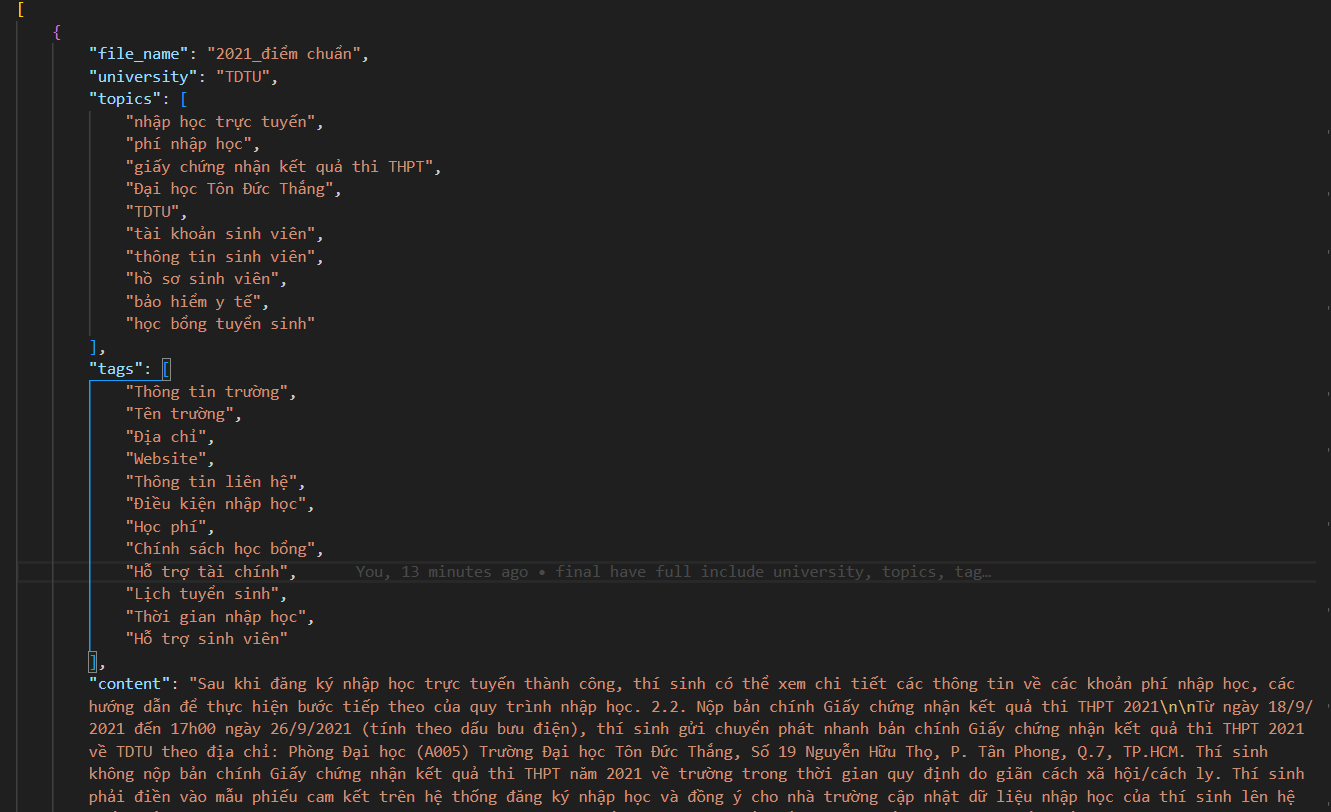 [
{
"file_name": "2021_điểm chuẩn",
"university": "TDTU",
"topics": [
"nhập học trực tuyến",
"phí nhập học",
"giấy chứng nhận kết quả thi THPT",
"Đại học Tôn Đức Thắng",
"TDTU",
"tài khoản sinh viên",
"thông tin sinh viên",
"hồ sơ sinh viên",
"bảo hiểm y tế",
"học bổng tuyển sinh"
],
"tags": [
"Thông tin trường",
"Tên trường",
"Địa chỉ",
"Website",
"Thông tin liên hệ",
"Điều kiện nhập học",
"Học phí",
"Chính sách học bổng",
"Hỗ trợ tài chính", You, 13 minutes ago • final have full include university, topics, tag…
"Lịch tuyển sinh",
"Thời gian nhập học",
"Hỗ trợ sinh viên"
],
"content": "Sau khi đăng ký nhập học trực tuyến thành công, thí sinh có thể xem chi tiết các thông tin về các khoản phí nhập học, các
hướng dẫn để thực hiện bước tiếp theo của quy trình nhập học. 2.2. Nộp bản chính Giấy chứng nhận kết quả thi THPT 2021\n\nTừ ngày 18/9/
2021 đến 17h00 ngày 26/9/2021 (tính theo dấu bưu điện), thí sinh gửi chuyển phát nhanh bản chính Giấy chứng nhận kết quả thi THPT 2021
về TDTU theo địa chỉ: Phòng Đại học (A005) Trường Đại học Tôn Đức Thắng, Số 19 Nguyễn Hữu Thọ, P. Tân Phong, Q.7, TP.HCM. Thí sinh
không nộp bản chính Giấy chứng nhận kết quả thi THPT năm 2021 về trường trong thời gian quy định do giãn cách xã hội/cách ly. Thí sinh
phải điền vào mẫu phiếu cam kết trên hệ thống đăng ký nhập học và đồng ý cho nhà trường cập nhật dữ liệu nhập học của thí sinh lên hệ